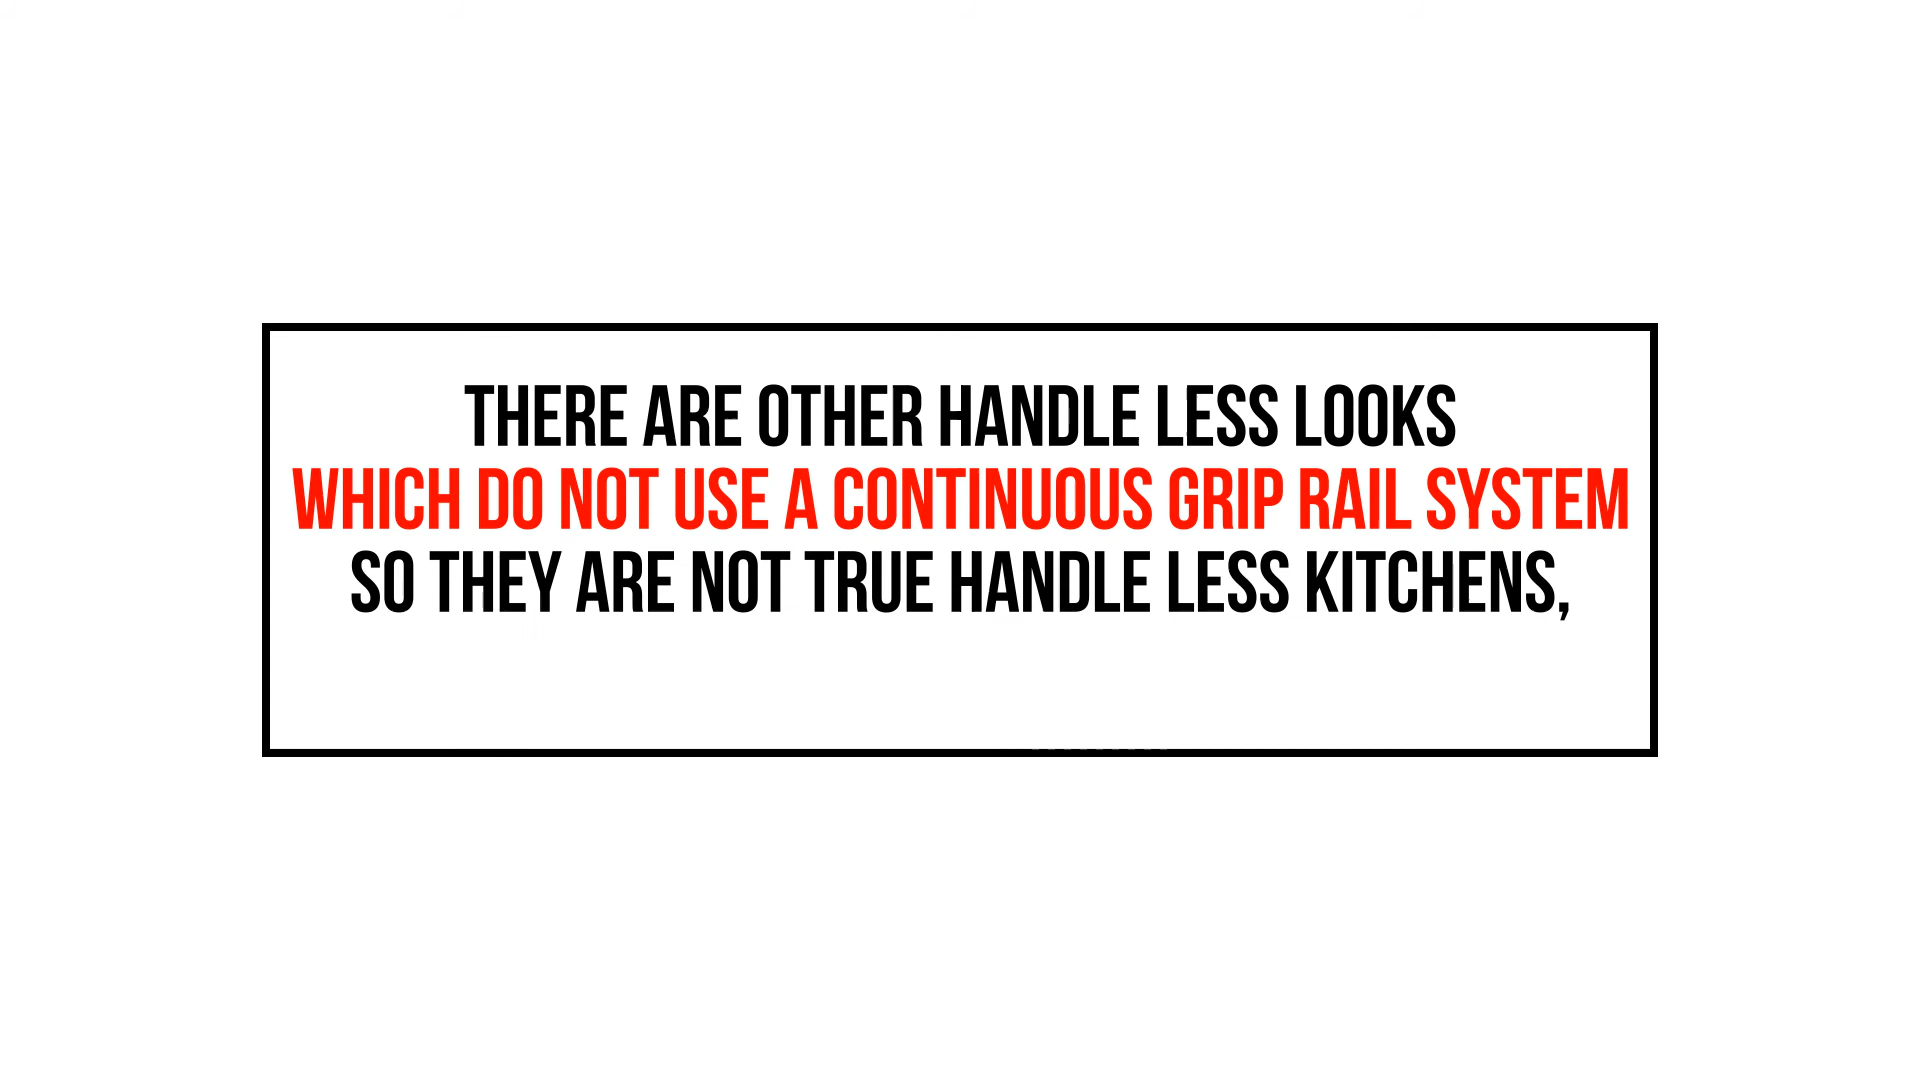 THERE ARE OTHER HANDLE LESS LOOKS
WHICH DO NOT USE A CONTINUOUS GRIP RAIL SYSTEM
SO THEY ARE NOT TRUE HANDLE LESS KITCHENS,